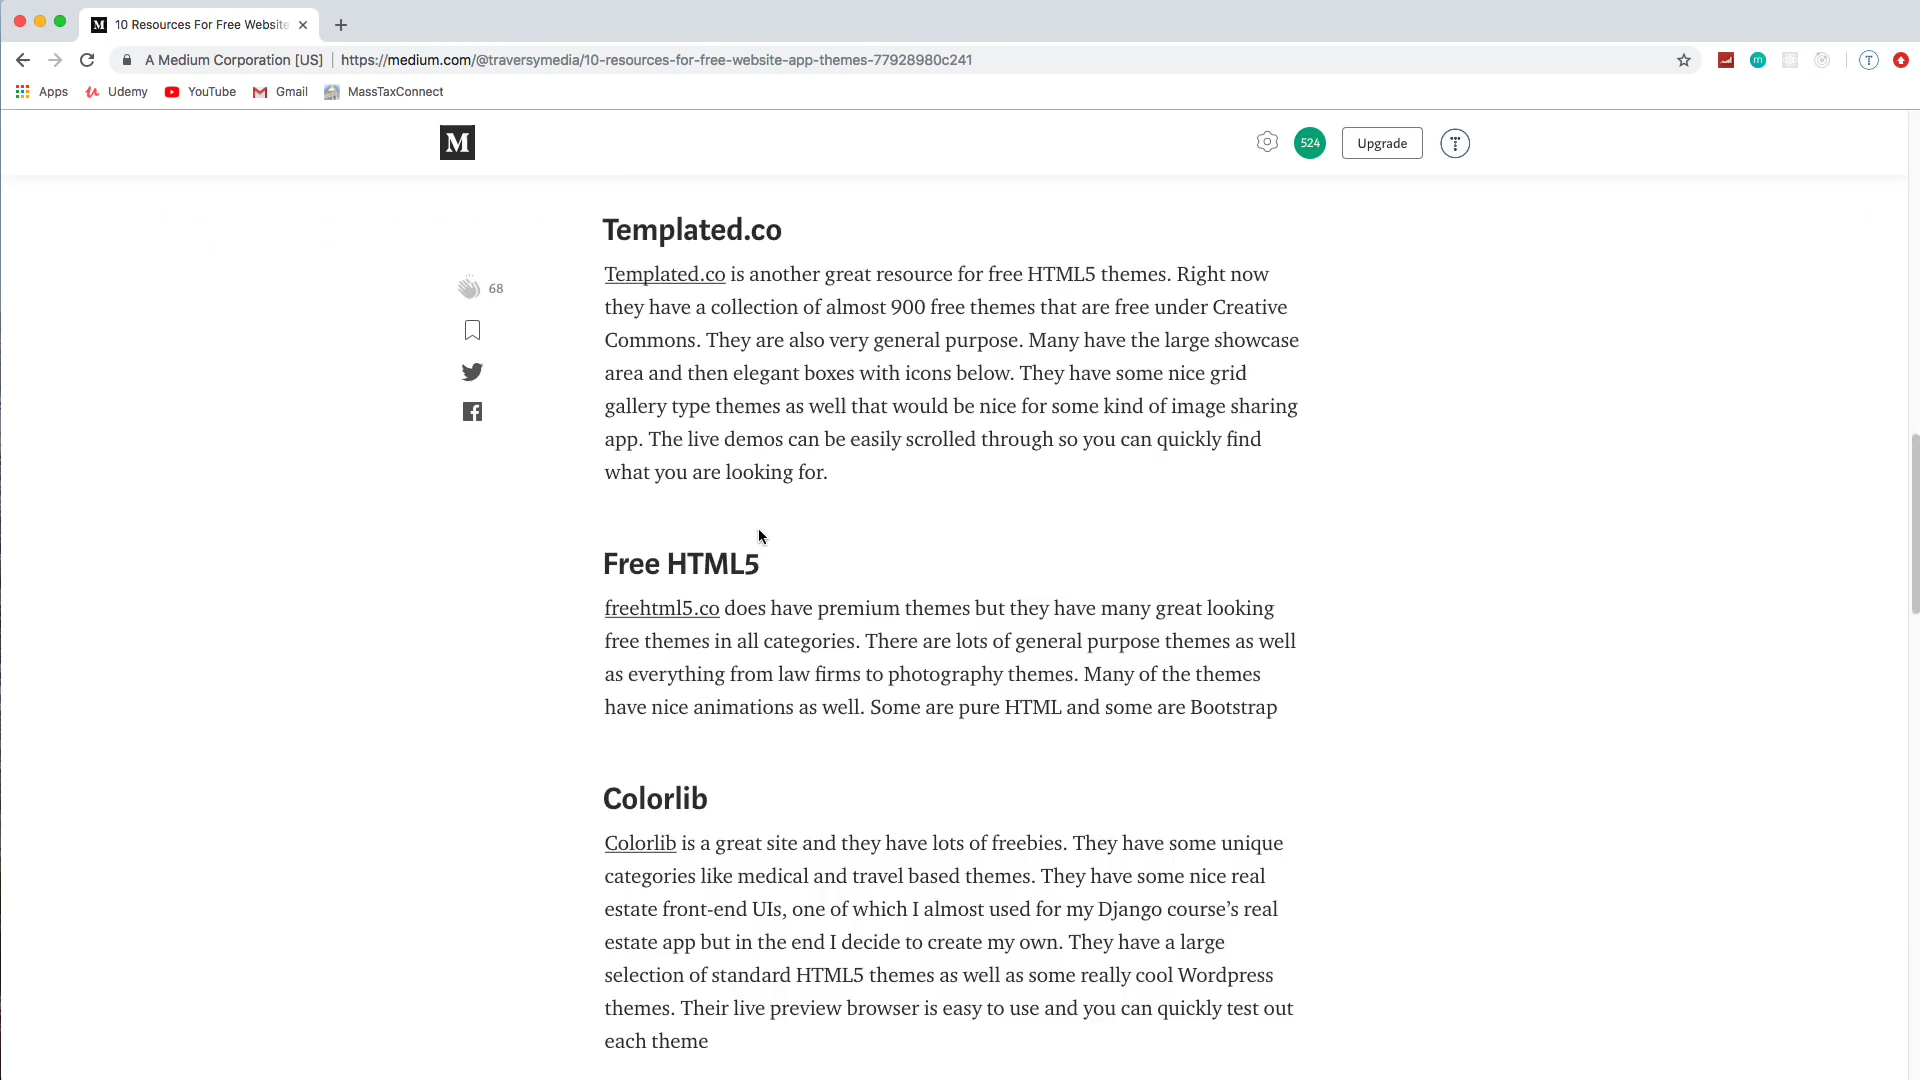 M 10 Resources For Free Website
A Medium Corporation [US] https://medium.com/@traversymedia/10-resources-for-free-website-app-themes-77928980c241
Apps Udemy YouTube Gmail MassTaxConnect
M 524 Upgrade
Templated.co
Templated.co is another great resource for free HTML5 themes. Right now
they have a collection of almost 900 free themes that are free under Creative
Commons. They are also very general purpose. Many have the large showcase
area and then elegant boxes with icons below. They have some nice grid
gallery type themes as well that would be nice for some kind of image sharing
app. The live demos can be easily scrolled through so you can quickly find
what you are looking for.
68
Free HTML5
freehtml5.co does have premium themes but they have many great looking
free themes in all categories. There are lots of general purpose themes as well
as everything from law firms to photography themes. Many of the themes
have nice animations as well. Some are pure HTML and some are Bootstrap
Colorlib
Colorlib is a great site and they have lots of freebies. They have some unique
categories like medical and travel based themes. They have some nice real
estate front-end UIs, one of which I almost used for my Django course’s real
estate app but in the end I decide to create my own. They have a large
selection of standard HTML5 themes as well as some really cool Wordpress
themes. Their live preview browser is easy to use and you can quickly test out
each theme